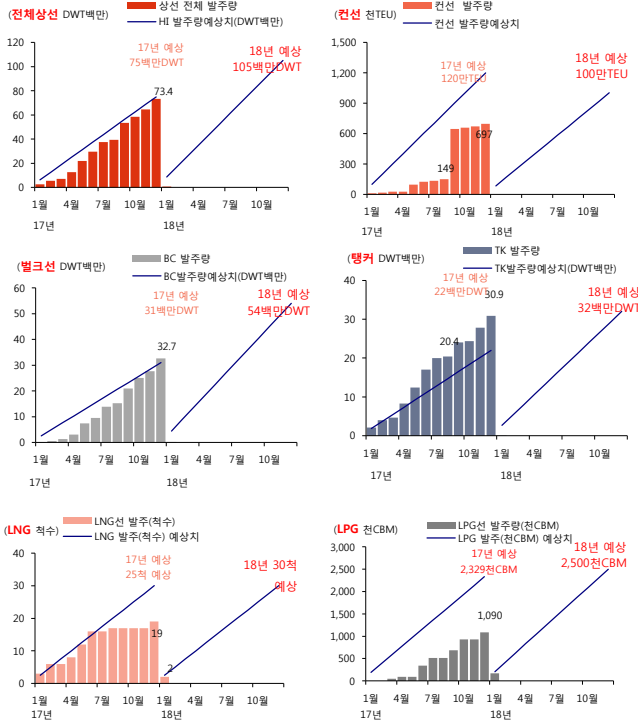 (전체상선 DWT백만)
상선 전체 발주량
HI 발주량예상치(DWT백만)
120
100
80
60
40
20
0
17년 예상
75백만DWT
18년 예상
105백만DWT
73.4
1월 4월 7월 10월 1월 4월 7월 10월
17년 18년
(컨선 천TEU)
컨선 발주량
컨선 예상치
1,500
1,200
900
600
300
0
17년 예상
120만TEU
18년 예상
100만TEU
149
697
1월 4월 7월 10월 1월 4월 7월 10월
17년 18년
(벌크선 DWT백만)
BC 발주량
BC발주량예상치(DWT백만)
60
50
40
30
20
10
0
17년 예상
31백만DWT
18년 예상
54백만DWT
32.7
1월 4월 7월 10월 1월 4월 7월 10월
17년 18년
(탱커 DWT백만)
TK 발주량
TK발주량예상치(DWT백만)
40
30
20
10
0
17년 예상
22백만DWT
18년 예상
32백만DWT
20.4
30.9
1월 4월 7월 10월 1월 4월 7월 10월
17년 18년
(LNG 척수)
LNG선 발주(척수)
LNG 발주(척수) 예상치
40
30
20
10
0
17년 예상
25척 예상
18년 30척
예상
19
2
1월 4월 7월 10월 1월 4월 7월 10월
17년 18년
(LPG 천CBM)
LPG선 발주량(천CBM)
LPG 발주(천CBM) 예상치
3,000
2,500
2,000
1,500
1,000
500
0
17년 예상
2,329천CBM
18년 예상
2,500천CBM
1,090
1월 4월 7월 10월 1월 4월 7월 10월
17년 18년